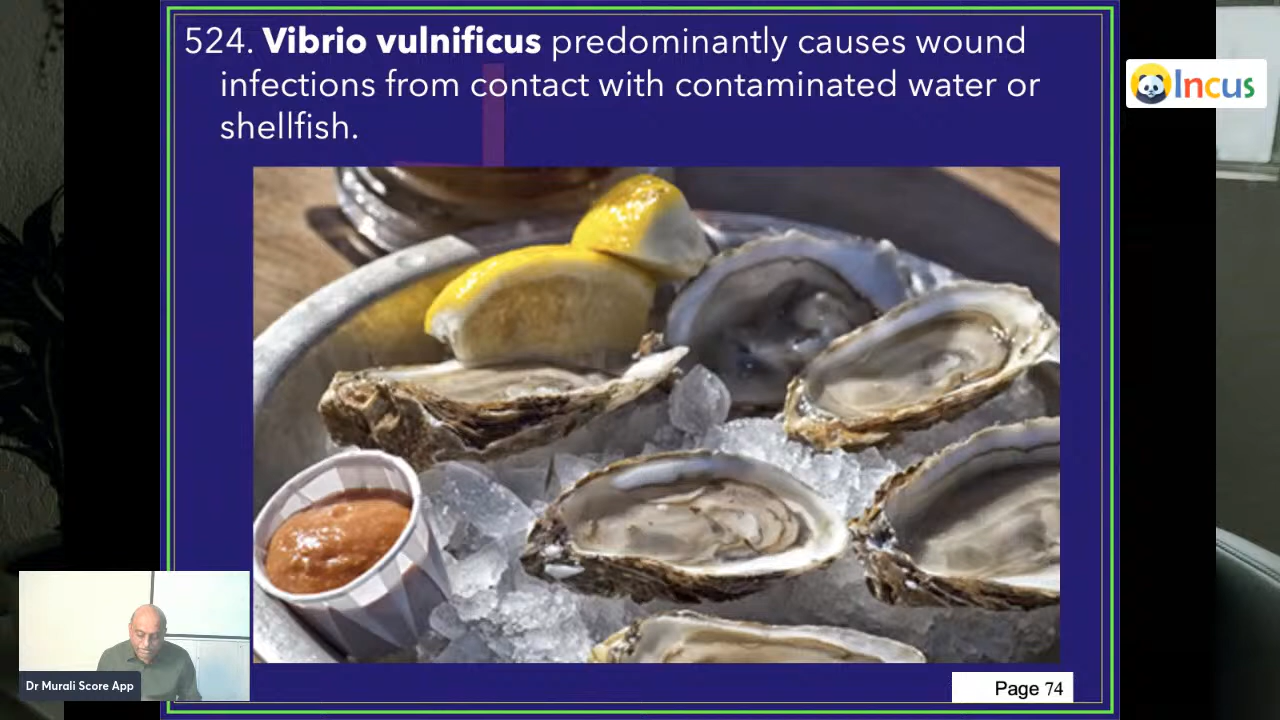 524. Vibrio vulnificus predominantly causes wound
infections from contact with contaminated water or
shellfish.
Incus
Dr Murali Score App
Page 74